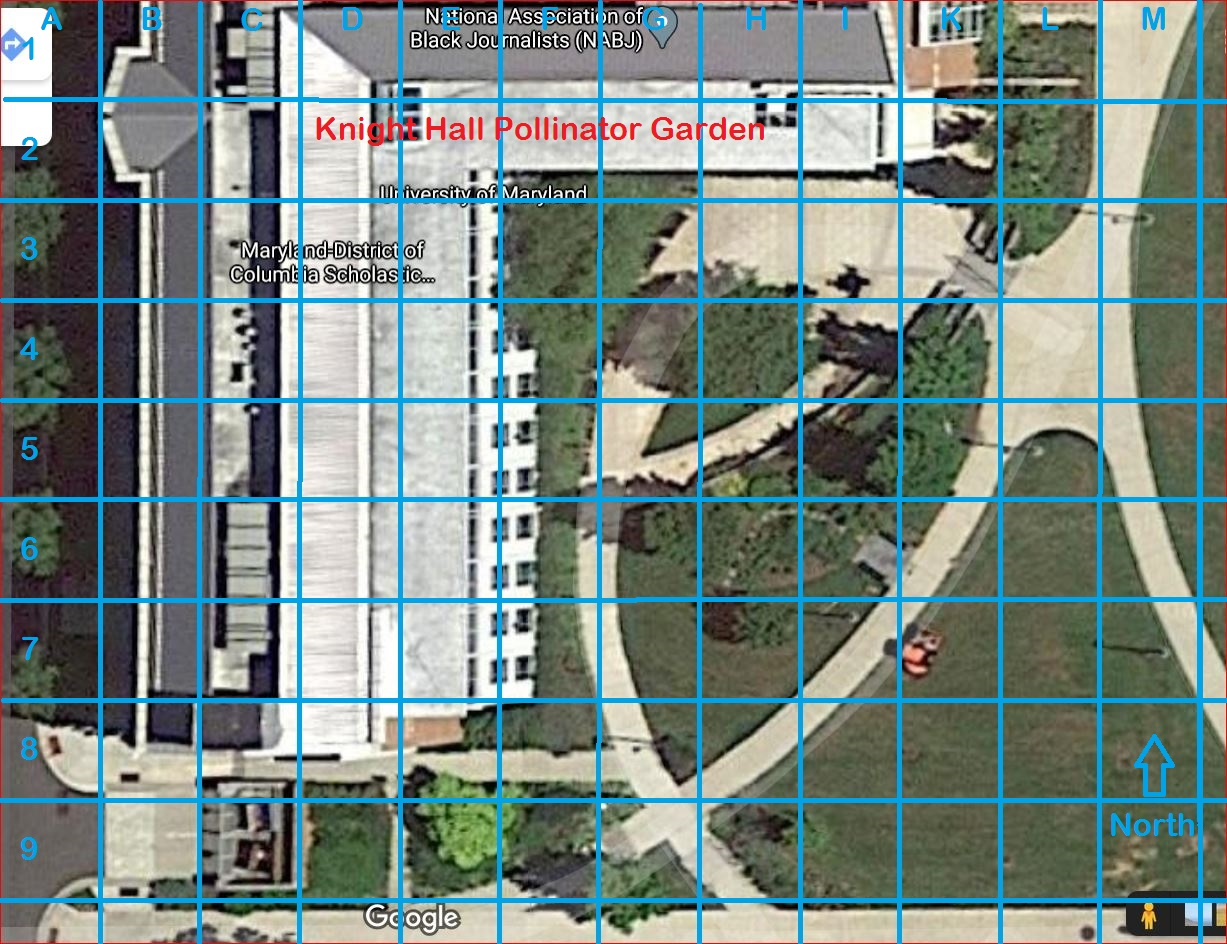 A B C D E F G H I K L M
National Association of
Black Journalists (NABJ)
1
2
Knight Hall Pollinator Garden
University of Maryland
3
Maryland-District of
Columbia Scholastic...
4
5
6
7
8
North
9
Google